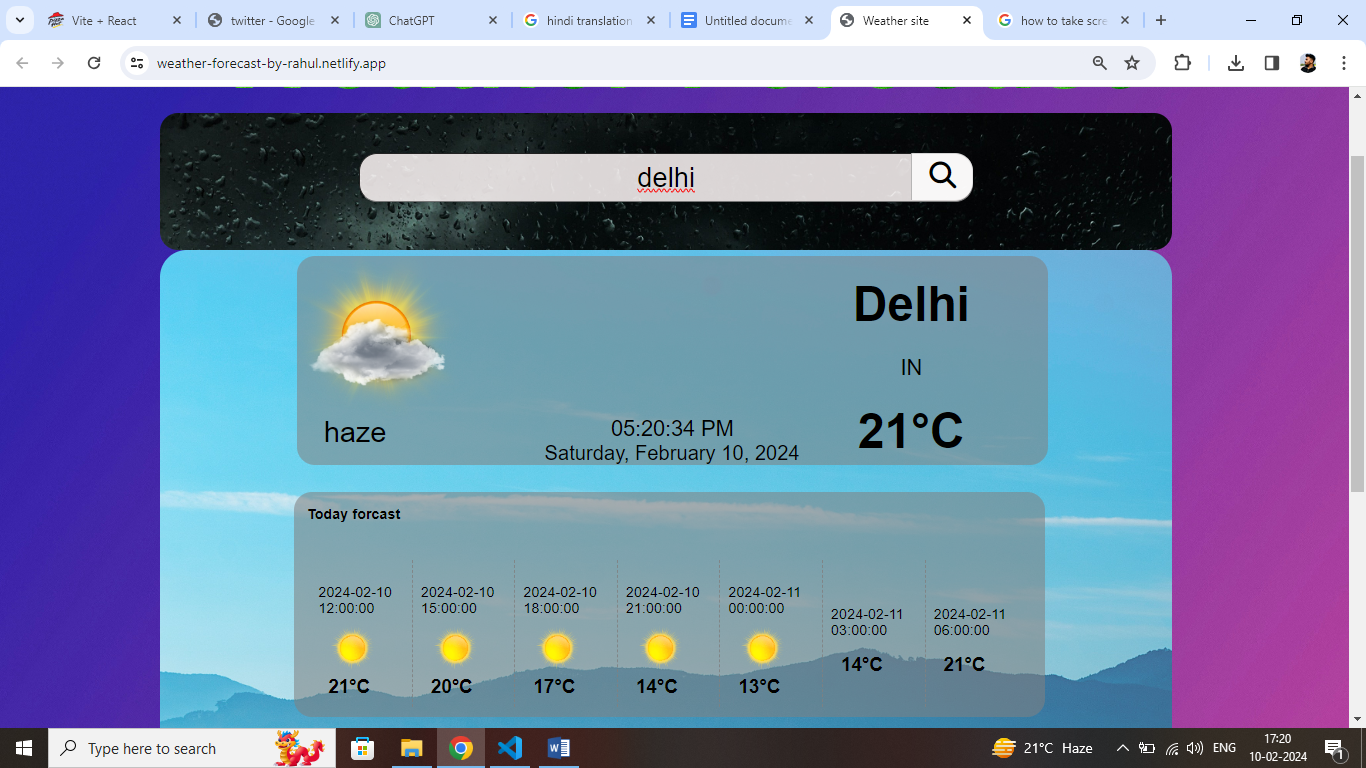 Vite + React
twitter - Google
ChatGPT
hindi translation
Untitled docume
Weather site
how to take scre
weather-forecast-by-rahul.netlify.app
delhi
Delhi
IN
21°C
haze
05:20:34 PM
Saturday, February 10, 2024
Today forcast
2024-02-10
12:00:00
21°C
2024-02-10
15:00:00
20°C
2024-02-10
18:00:00
17°C
2024-02-10
21:00:00
14°C
2024-02-11
00:00:00
13°C
2024-02-11
03:00:00
14°C
2024-02-11
06:00:00
21°C
Type here to search
21°C Haze
ENG
17:20
10-02-2024
1